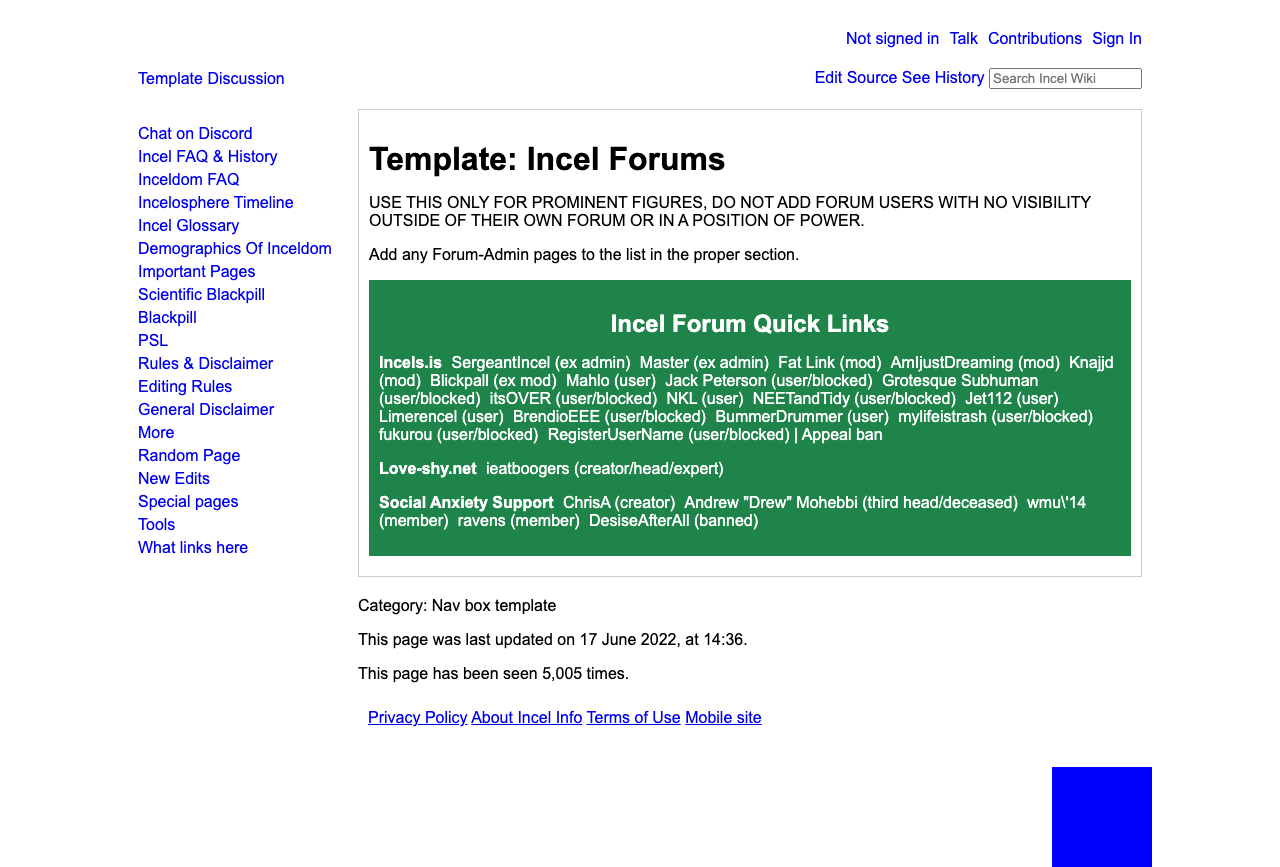 Not signed in Talk Contributions Sign In
Template Discussion
Edit Source See History Search Incel Wiki
Chat on Discord
Incel FAQ & History
Inceldom FAQ
Incelosphere Timeline
Incel Glossary
Demographics Of Inceldom
Important Pages
Scientific Blackpill
Blackpill
PSL
Rules & Disclaimer
Editing Rules
General Disclaimer
More
Random Page
New Edits
Special pages
Tools
What links here
Template: Incel Forums
USE THIS ONLY FOR PROMINENT FIGURES, DO NOT ADD FORUM USERS WITH NO VISIBILITY
OUTSIDE OF THEIR OWN FORUM OR IN A POSITION OF POWER.
Add any Forum-Admin pages to the list in the proper section.
Incel Forum Quick Links
Incels.is SergeantIncel (ex admin) Master (ex admin) Fat Link (mod) AmIjustDreaming (mod) Knajjd
(mod) Blickpall (ex mod) Mahlo (user) Jack Peterson (user/blocked) Grotesque Subhuman
(user/blocked) itsOVER (user/blocked) NKL (user) NEETandTidy (user/blocked) Jet112 (user)
Limerencel (user) BrendioEEE (user/blocked) BummerDrummer (user) mylifeistrash (user/blocked)
fukurou (user/blocked) RegisterUserName (user/blocked) | Appeal ban
Love-shy.net ieatboogers (creator/head/expert)
Social Anxiety Support ChrisA (creator) Andrew "Drew" Mohebbi (third head/deceased) wmu\'14
(member) ravens (member) DesiseAfterAll (banned)
Category: Nav box template
This page was last updated on 17 June 2022, at 14:36.
This page has been seen 5,005 times.
Privacy Policy About Incel Info Terms of Use Mobile site